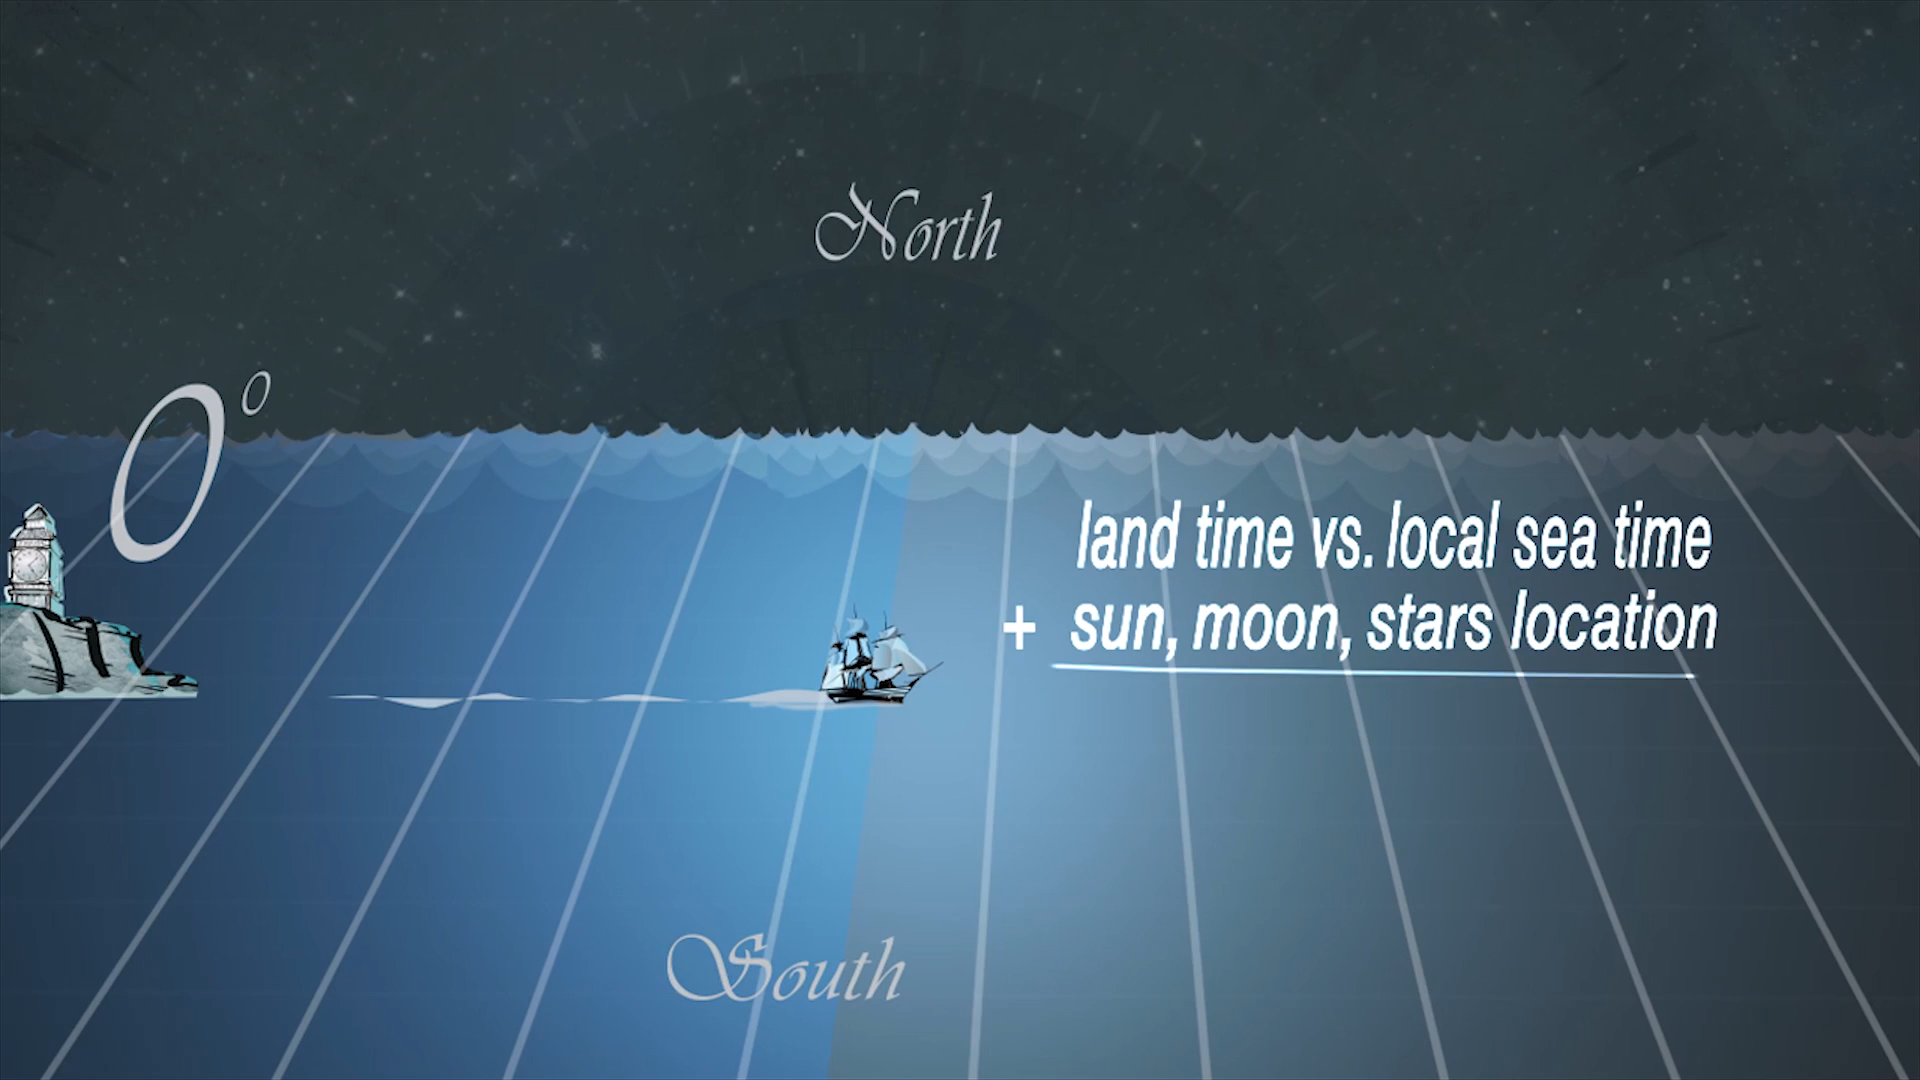 North
0°
land time vs. local sea time
+ sun, moon, stars location
South